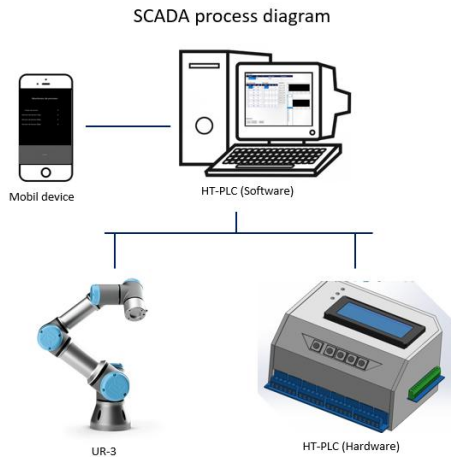 SCADA process diagram
Mobil device
HT-PLC (Software)
UR-3
HT-PLC (Hardware)